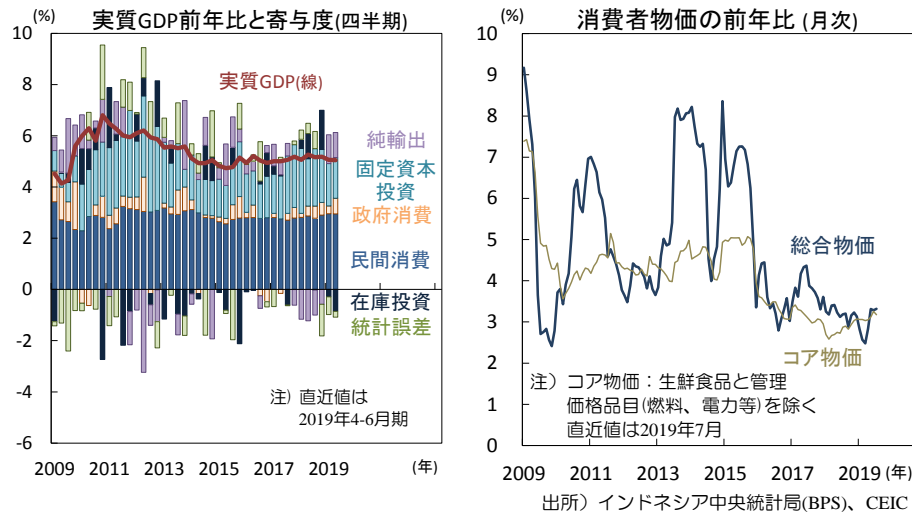 実質GDP前年比と寄与度(四半期)
(%)
10
8
6
4
2
0
-2
-4
-6
実質GDP(線)
純輸出
固定資本
投資
政府消費
民間消費
在庫投資
統計誤差
注) 直近値は
2019年4-6月期
2009 2011 2013 2015 2017 2019 (年)
消費者物価の前年比 (月次)
(%)
10
9
8
7
6
5
4
3
2
1
0
総合物価
コア物価
注）コア物価：生鮮食品と管理
価格品目(燃料、電力等)を除く
直近値は2019年7月
2009 2011 2013 2015 2017 2019 (年)
出所）インドネシア中央統計局(BPS)、CEIC